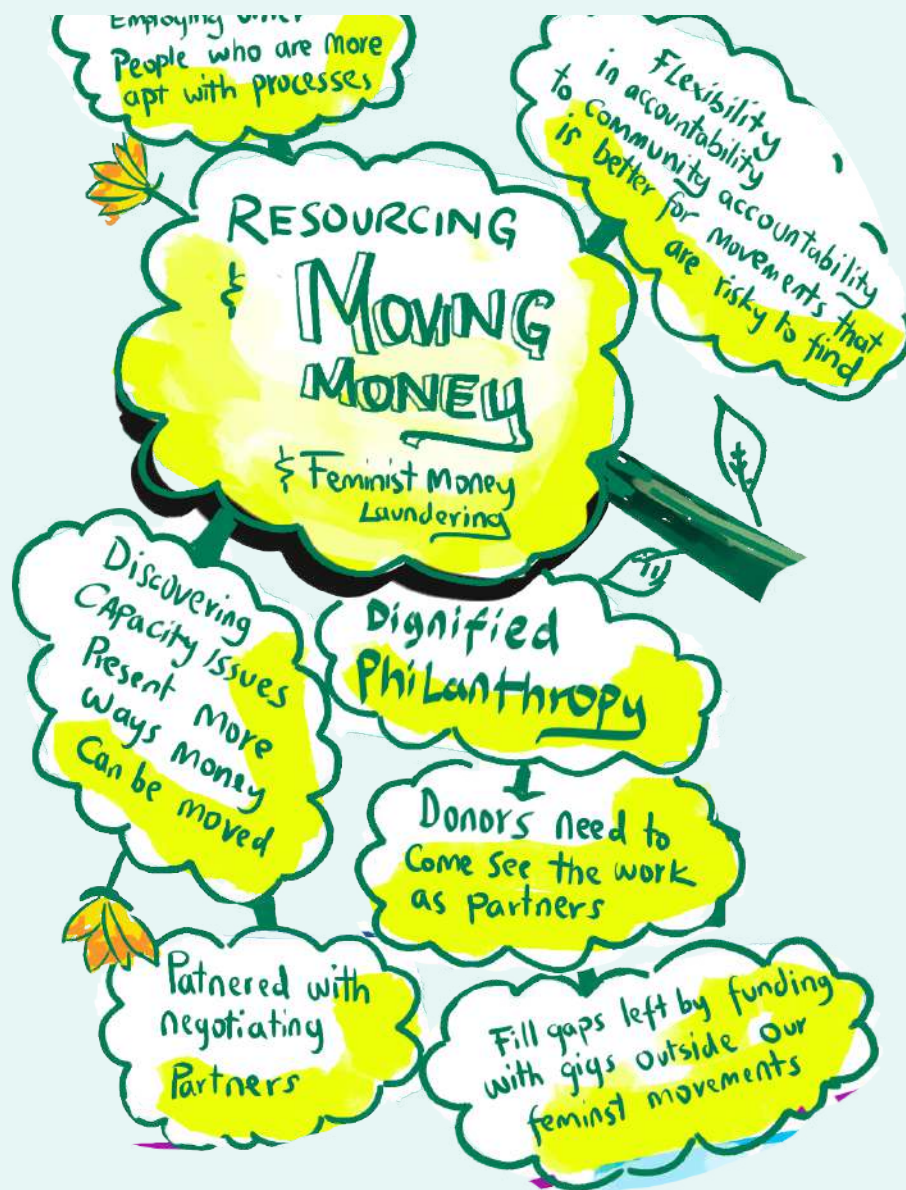 Employing other
People who are more
apt with processes
Flexibility
in accountability
to community accountability
is better for movements that
are risky to find
RESOURCING
& MOVING
MONEY
& Feminist Money
Laundering
Discovering
CAPACITY ISSUES
Present More
ways Money
Can be moved
Dignified
PhiLanthropy
Donors need to
Come see the work
as partners
Patnered with
negotiating
Partners
Fill gaps left by funding
with gigs outside Our
feminst movements